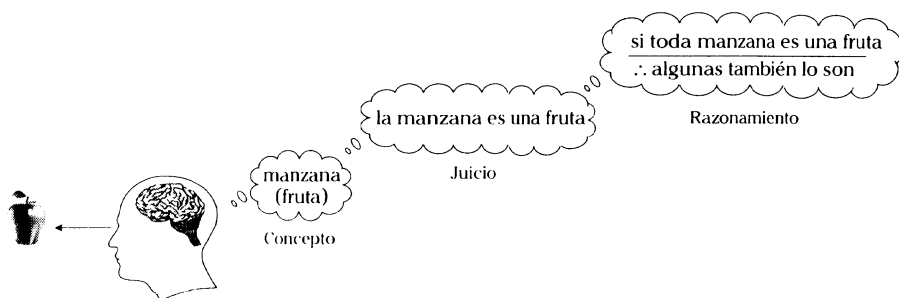 manzana
(fruta)
Concepto
la manzana es una fruta
Juicio
si toda manzana es una fruta
∴ algunas también lo son
Razonamiento